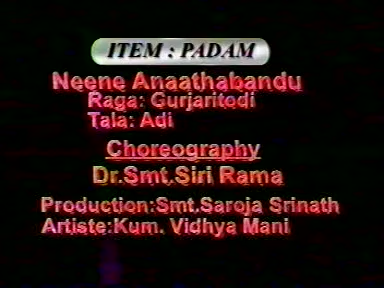 ITEM : PADAM
Neene Anaathabandu
Raga: Gurjaritodi
Tala: Adi
Choreography
Dr.Smt.Siri Rama
Production:Smt.Saroja Srinath
Artiste:Kum. Vidhya Mani